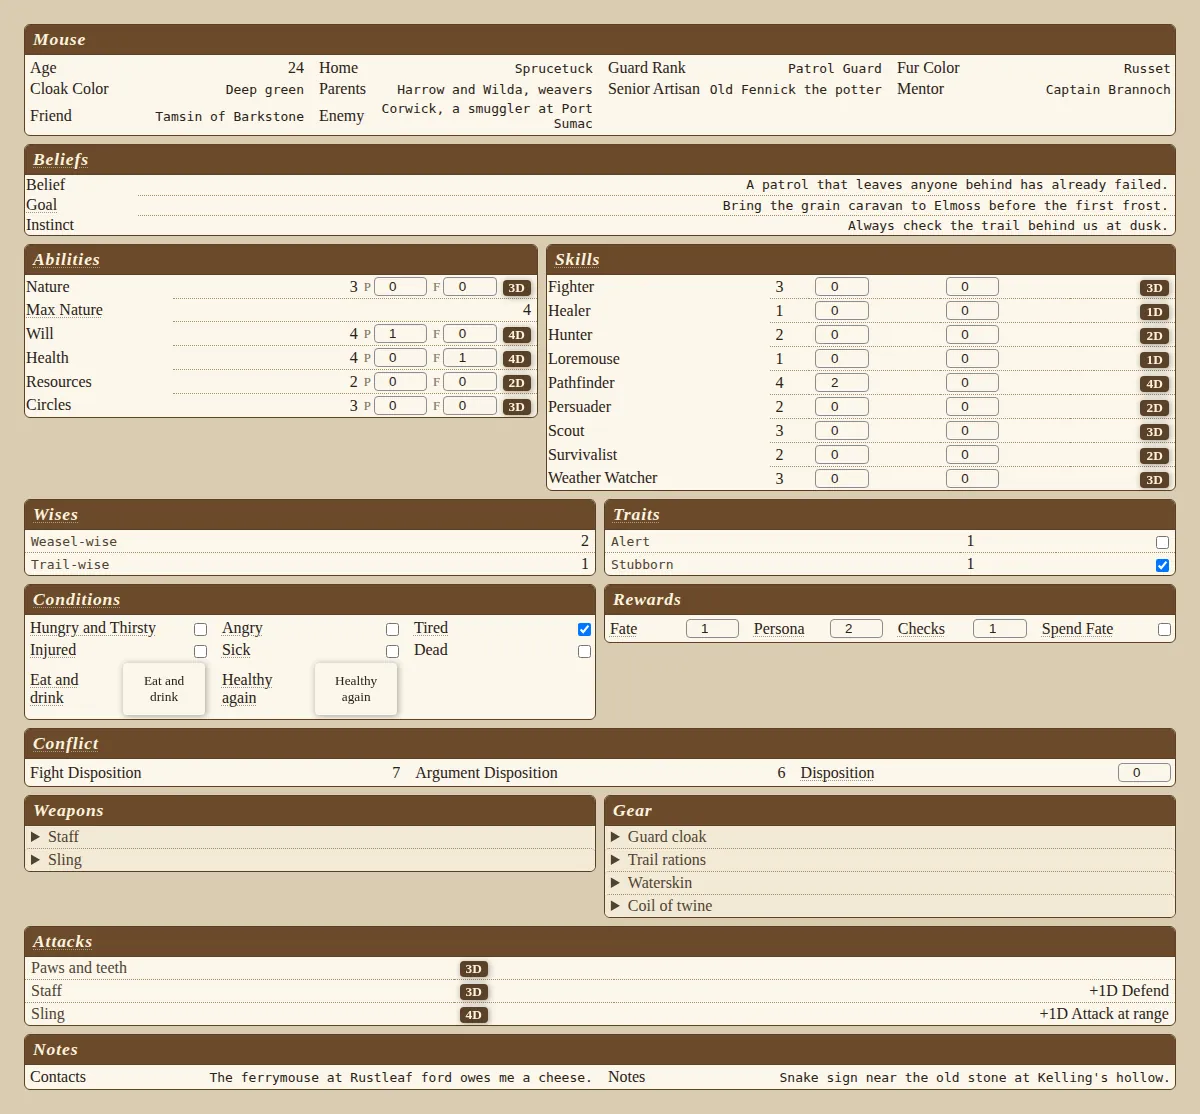 Mouse
Age 24 Home Sprucetuck Guard Rank Patrol Guard Fur Color Russet
Cloak Color Deep green Parents Harrow and Wilda, weavers Senior Artisan Old Fennick the potter Mentor Captain Brannoch
Friend Tamsin of Barkstone Enemy Corwick, a smuggler at Port
Sumac
Beliefs
Belief A patrol that leaves anyone behind has already failed.
Goal Bring the grain caravan to Elmoss before the first frost.
Instinct Always check the trail behind us at dusk.
Abilities
Nature 3 P 0 F 0 3D
Max Nature 4
Will 4 P 1 F 0 4D
Health 4 P 0 F 1 4D
Resources 2 P 0 F 0 2D
Circles 3 P 0 F 0 3D
Skills
Fighter 3 0 0 3D
Healer 1 0 0 1D
Hunter 2 0 0 2D
Loremouse 1 0 0 1D
Pathfinder 4 2 0 4D
Persuader 2 0 0 2D
Scout 3 0 0 3D
Survivalist 2 0 0 2D
Weather Watcher 3 0 0 3D
Wises
Weasel-wise 2
Trail-wise 1
Traits
Alert 1
Stubborn 1
Conditions
Hungry and Thirsty Angry Tired
Injured Sick Dead
Eat and
drink
Eat and
drink
Healthy
again
Healthy
again
Rewards
Fate 1 Persona 2 Checks 1 Spend Fate
Conflict
Fight Disposition 7 Argument Disposition 6 Disposition 0
Weapons
Staff
Sling
Gear
Guard cloak
Trail rations
Waterskin
Coil of twine
Attacks
Paws and teeth 3D
Staff 3D +1D Defend
Sling 4D +1D Attack at range
Notes
Contacts The ferrymouse at Rustleaf ford owes me a cheese. Notes Snake sign near the old stone at Kelling's hollow.